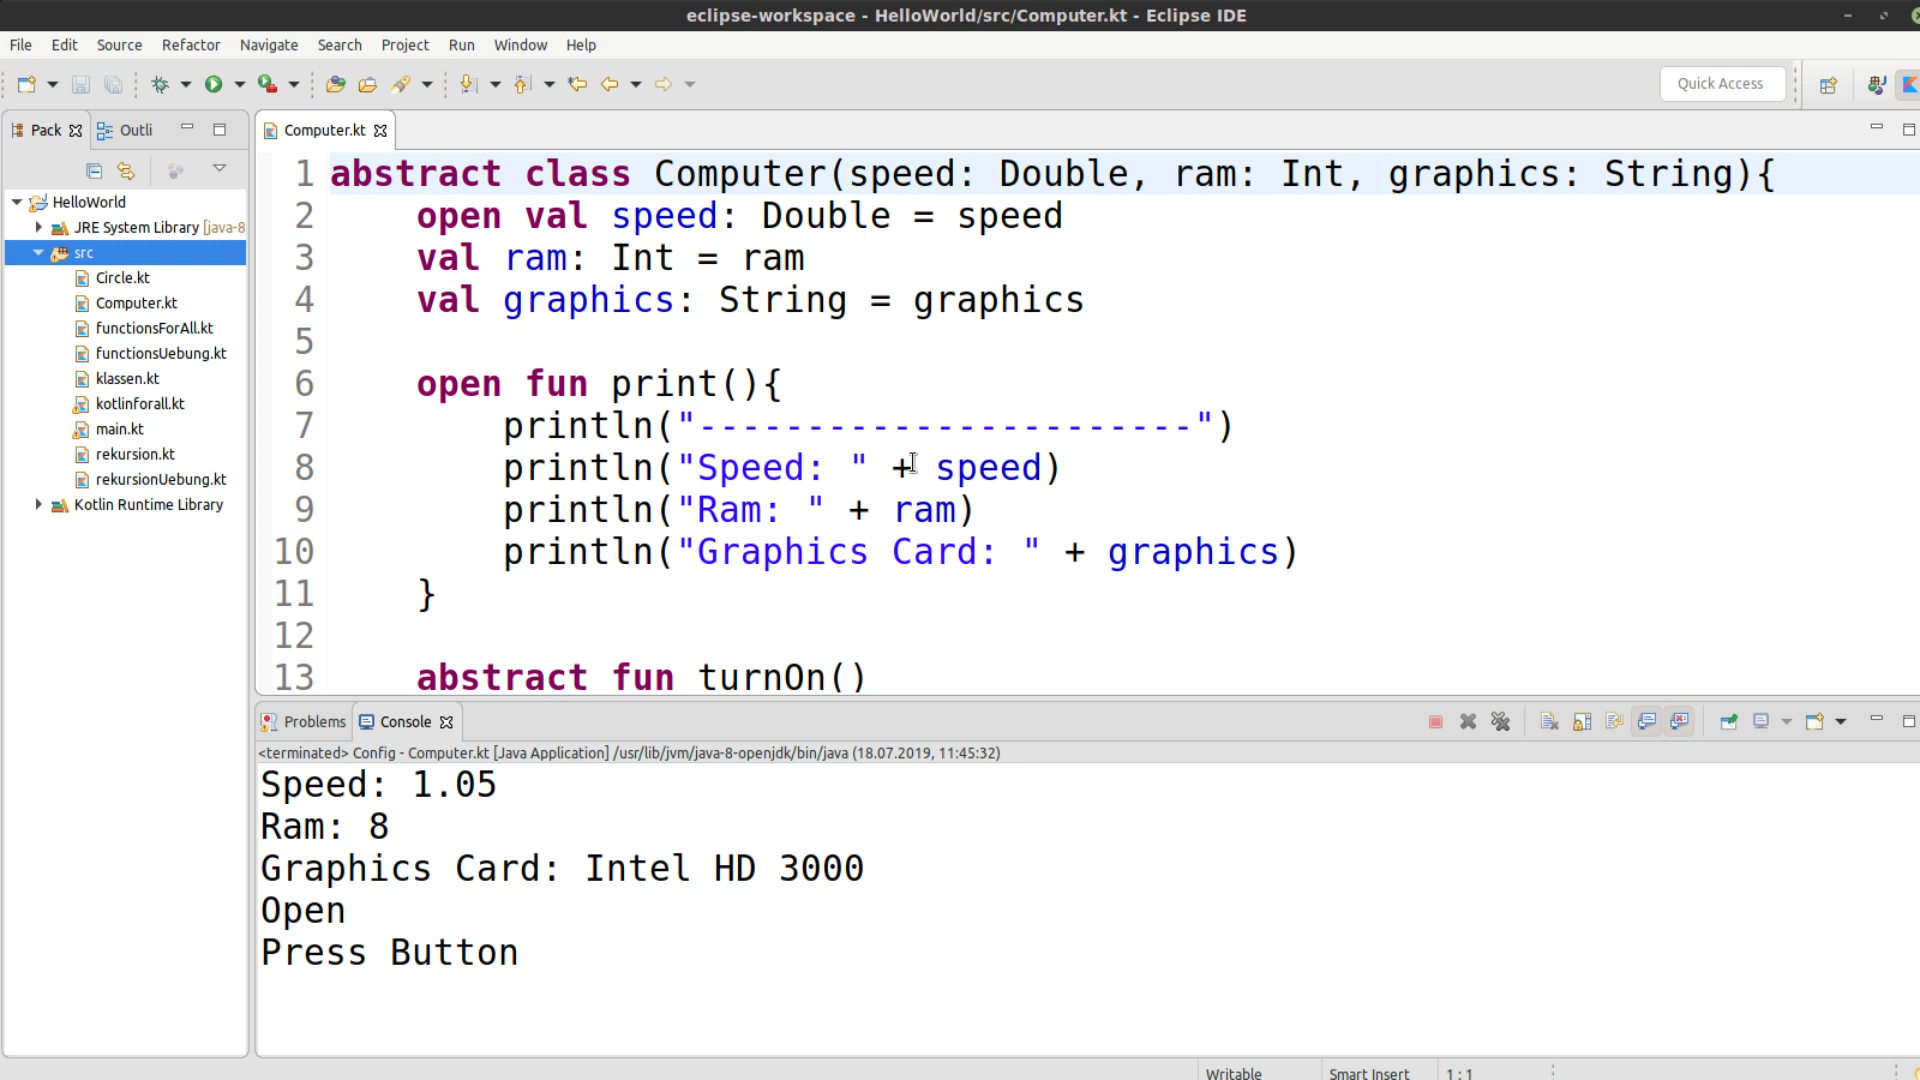 eclipse-workspace - HelloWorld/src/Computer.kt - Eclipse IDE
File Edit Source Refactor Navigate Search Project Run Window Help
Quick Access
Pack Outli
HelloWorld
JRE System Library [java-8
src
Circle.kt
Computer.kt
functionsForAll.kt
functionsUebung.kt
klassen.kt
kotlinforall.kt
main.kt
rekursion.kt
rekursionUebung.kt
Kotlin Runtime Library
Computer.kt
1 abstract class Computer(speed: Double, ram: Int, graphics: String){
2 open val speed: Double = speed
3 val ram: Int = ram
4 val graphics: String = graphics
5
6 open fun print(){
7 println("-----------------------")
8 println("Speed: " + speed)
9 println("Ram: " + ram)
10 println("Graphics Card: " + graphics)
11 }
12
13 abstract fun turnOn()
Problems Console
<terminated> Config - Computer.kt [Java Application] /usr/lib/jvm/java-8-openjdk/bin/java (18.07.2019, 11:45:32)
Speed: 1.05
Ram: 8
Graphics Card: Intel HD 3000
Open
Press Button
Writable Smart Insert 1 : 1